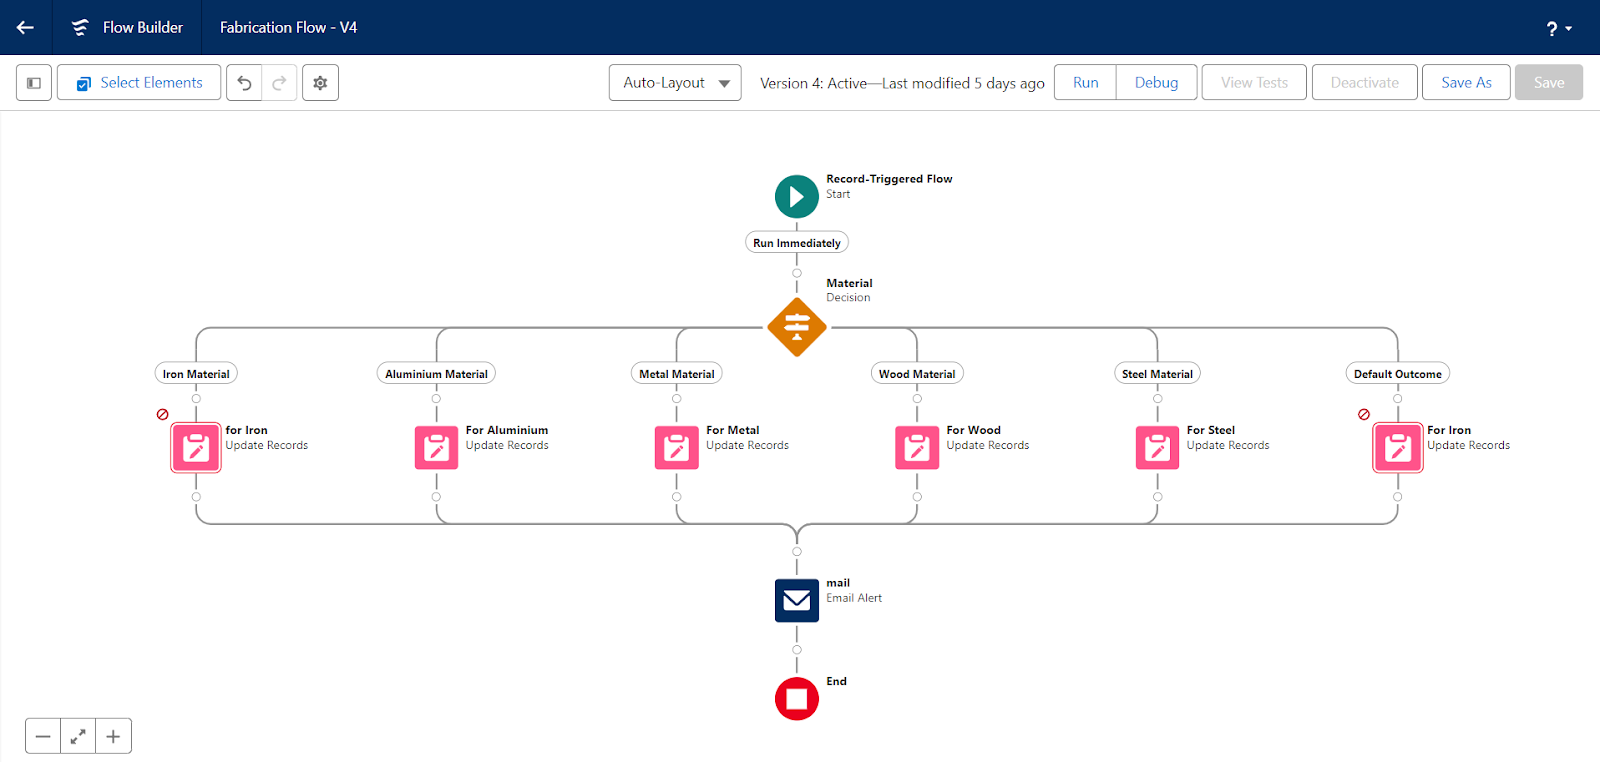 Flow Builder
Fabrication Flow - V4
?
Select Elements
Auto-Layout
Version 4: Active—Last modified 5 days ago
Run
Debug
View Tests
Deactivate
Save As
Save
Record-Triggered Flow
Start
Run Immediately
Material
Decision
Iron Material
Aluminium Material
Metal Material
Wood Material
Steel Material
Default Outcome
for Iron
Update Records
For Aluminium
Update Records
For Metal
Update Records
For Wood
Update Records
For Steel
Update Records
For Iron
Update Records
mail
Email Alert
End